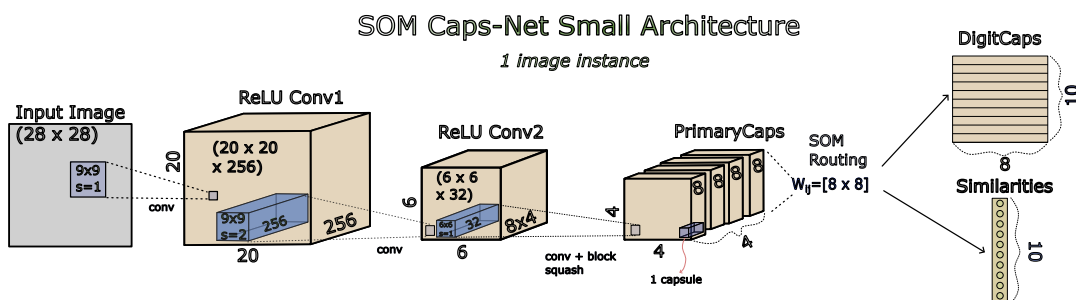 SOM Caps-Net Small Architecture
1 image instance
Input Image
(28 x 28)
9x9
s=1
conv
ReLU Conv1
20
(20 x 20
x 256)
9x9
s=2
256
256
20
conv
ReLU Conv2
6
(6 x 6
x 32)
6x6
s=1
32
8x4
6
conv + block
squash
PrimaryCaps
8
8
8
8
4
4
4
1 capsule
SOM
Routing
Wij=[8 x 8]
DigitCaps
10
8
Similarities
10